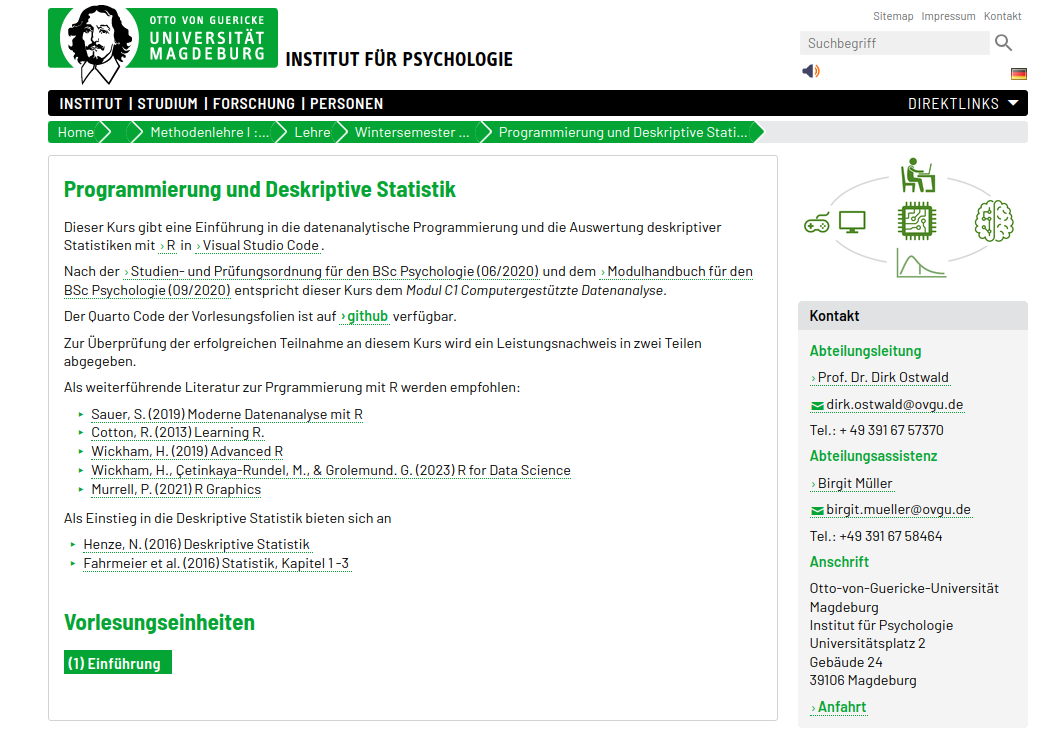 OTTO VON GUERICKE
UNIVERSITÄT
MAGDEBURG
INSTITUT FÜR PSYCHOLOGIE
Sitemap Impressum Kontakt
Suchbegriff
INSTITUT | STUDIUM | FORSCHUNG | PERSONEN
DIREKTLINKS
Home Methodenlehre I :... Lehre Wintersemester ... Programmierung und Deskriptive Stati...
Programmierung und Deskriptive Statistik
Dieser Kurs gibt eine Einführung in die datenanalytische Programmierung und die Auswertung deskriptiver
Statistiken mit › R in › Visual Studio Code .
Nach der › Studien- und Prüfungsordnung für den BSc Psychologie (06/2020) und dem › Modulhandbuch für den
BSc Psychologie (09/2020) entspricht dieser Kurs dem Modul C1 Computergestützte Datenanalyse.
Der Quarto Code der Vorlesungsfolien ist auf › github verfügbar.
Zur Überprüfung der erfolgreichen Teilnahme an diesem Kurs wird ein Leistungsnachweis in zwei Teilen
abgegeben.
Als weiterführende Literatur zur Prgrammierung mit R werden empfohlen:
Sauer, S. (2019) Moderne Datenanalyse mit R
Cotton, R. (2013) Learning R.
Wickham, H. (2019) Advanced R
Wickham, H., Çetinkaya-Rundel, M., & Grolemund. G. (2023) R for Data Science
Murrell, P. (2021) R Graphics
Als Einstieg in die Deskriptive Statistik bieten sich an
Henze, N. (2016) Deskriptive Statistik
Fahrmeier et al. (2016) Statistik, Kapitel 1 -3
Vorlesungseinheiten
(1) Einführung
Kontakt
Abteilungsleitung
› Prof. Dr. Dirk Ostwald
dirk.ostwald@ovgu.de
Tel.: + 49 391 67 57370
Abteilungsassistenz
› Birgit Müller
birgit.mueller@ovgu.de
Tel.: +49 391 67 58464
Anschrift
Otto-von-Guericke-Universität
Magdeburg
Institut für Psychologie
Universitätsplatz 2
Gebäude 24
39106 Magdeburg
› Anfahrt